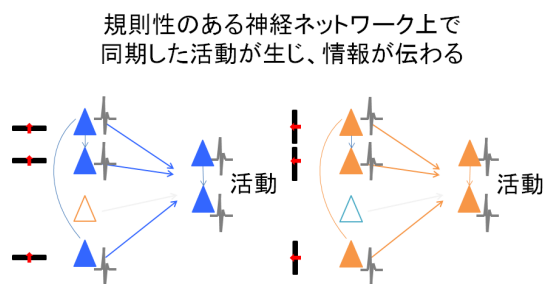 規則性のある神経ネットワーク上で
同期した活動が生じ、情報が伝わる
活動
活動